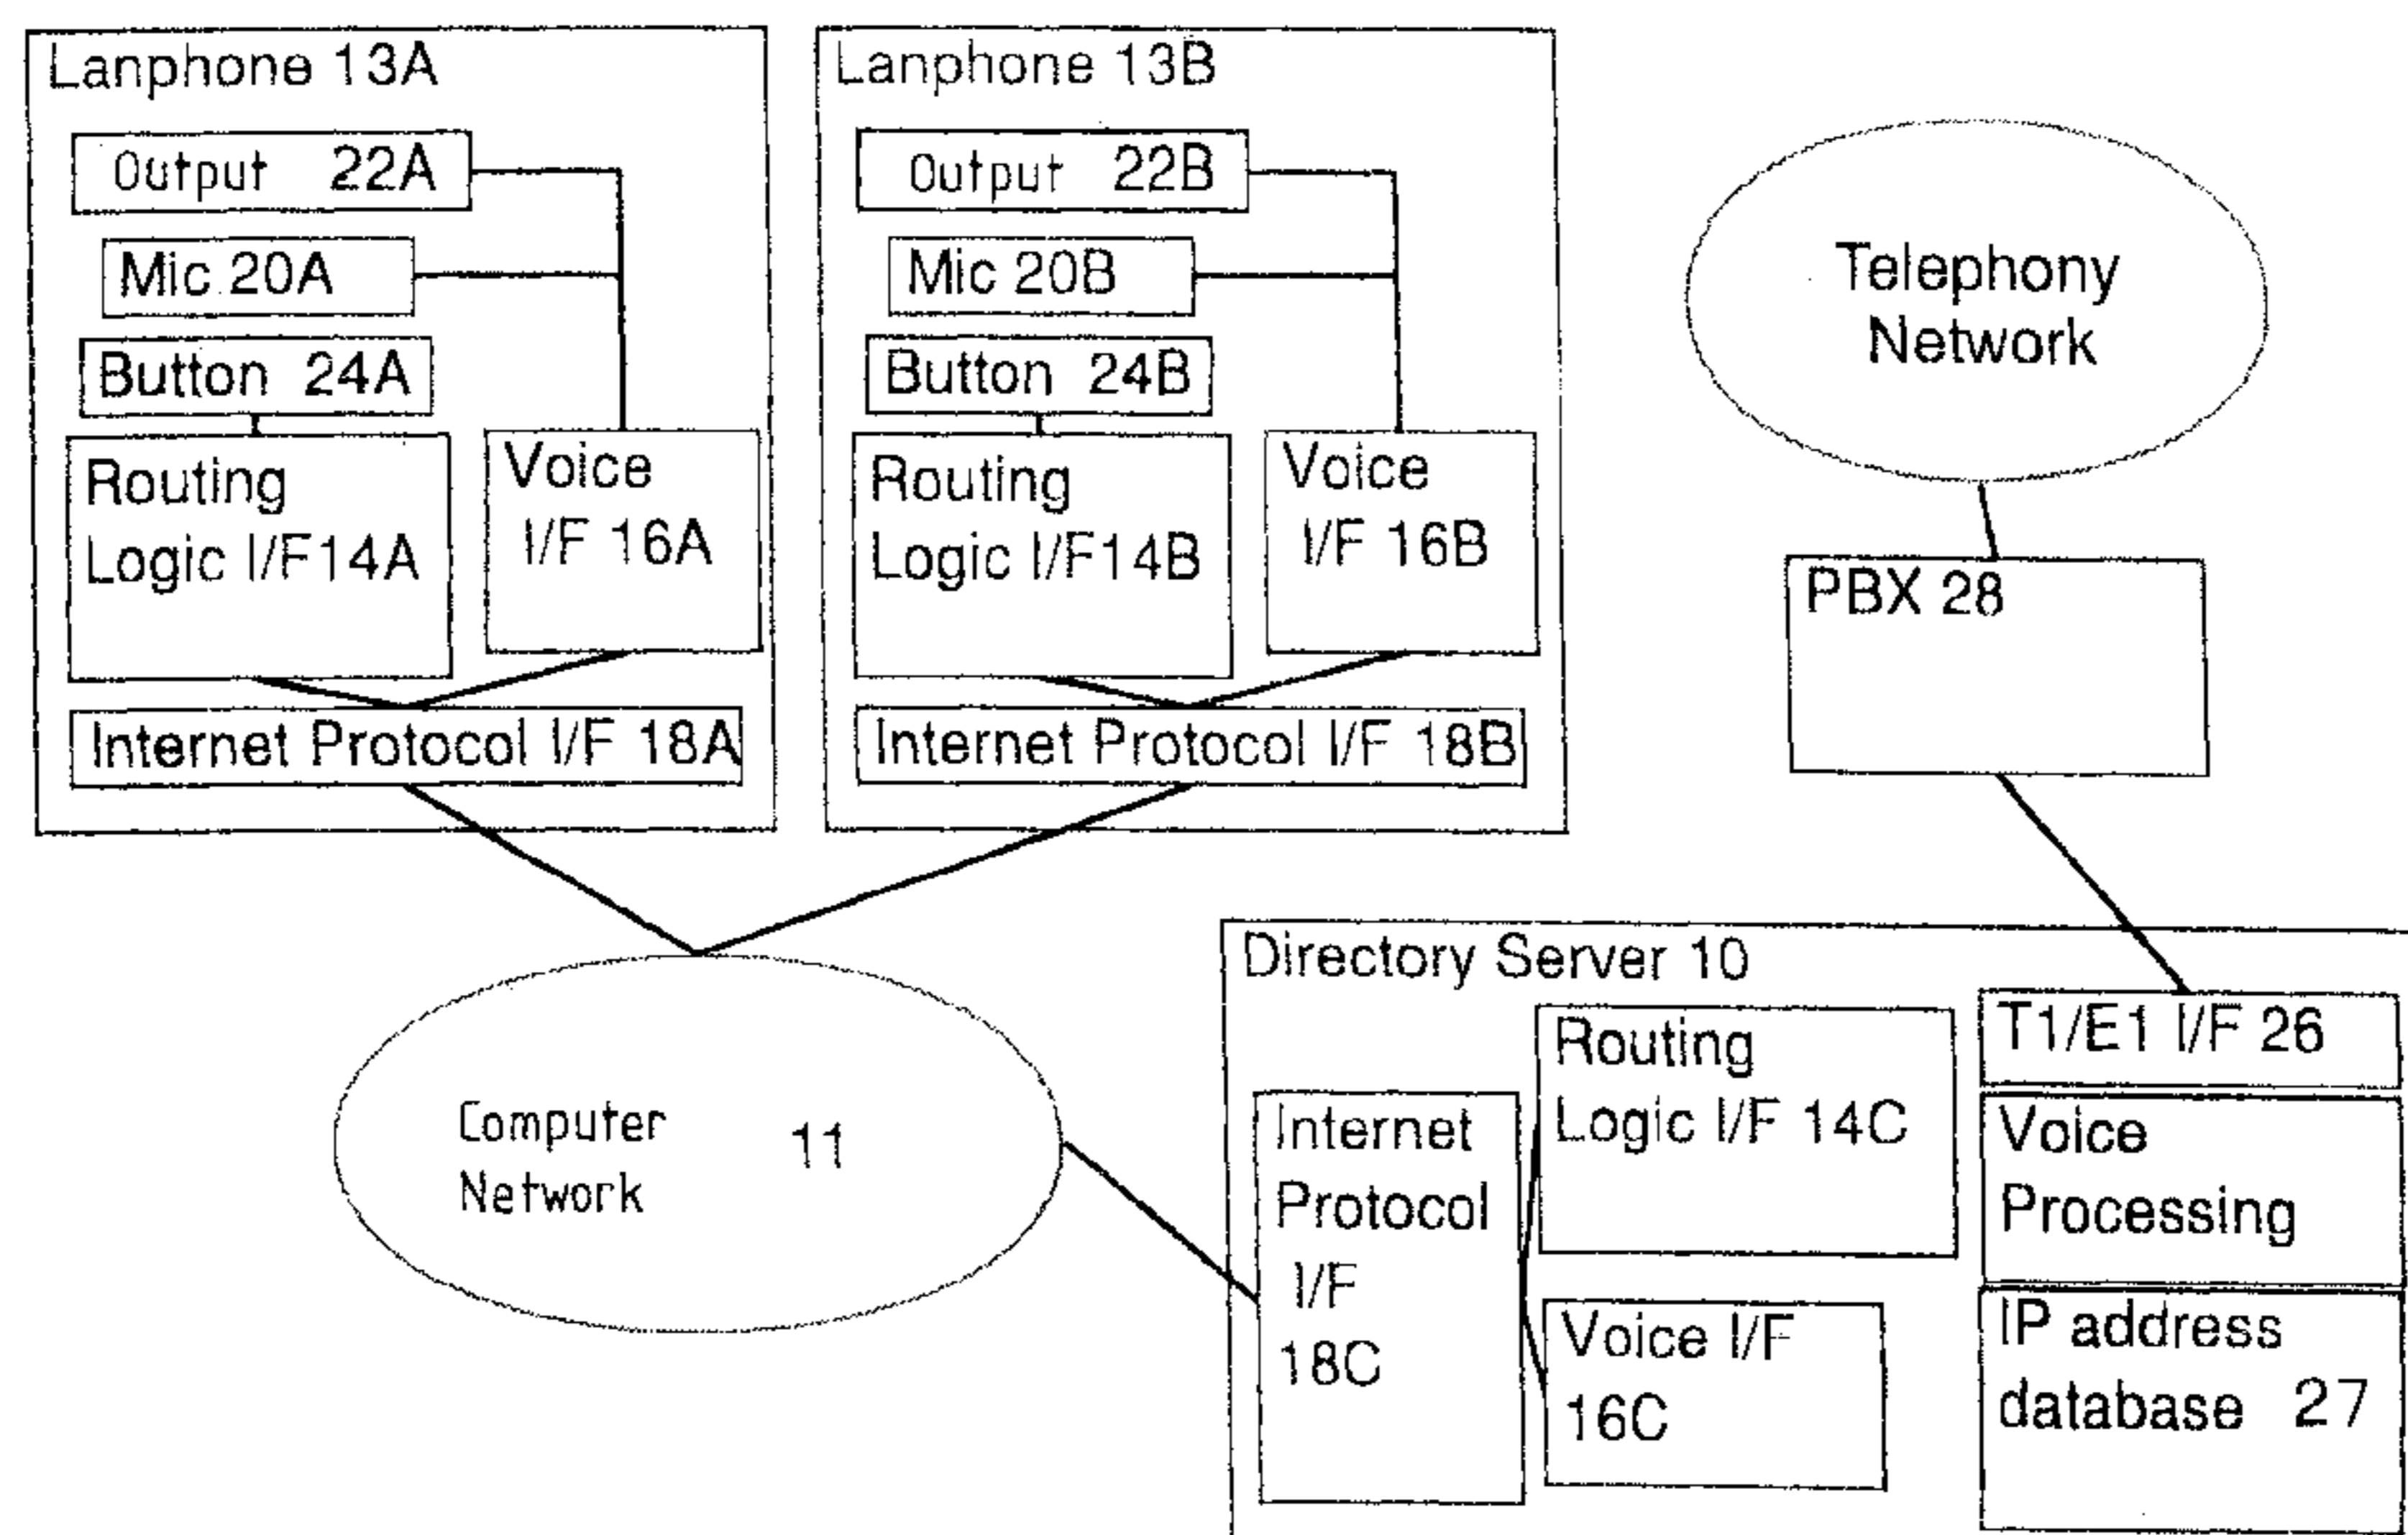 Lanphone 13A
Output 22A
Mic 20A
Button 24A
Routing
Logic I/F14A
Voice
I/F 16A
Internet Protocol I/F 18A
Lanphone 13B
Output 22B
Mic 20B
Button 24B
Routing
Logic I/F14B
Voice
I/F 16B
Internet Protocol I/F 18B
Telephony
Network
PBX 28
Computer 11
Network
Directory Server 10
Internet
Protocol
I/F
18C
Routing
Logic I/F 14C
Voice I/F
16C
T1/E1 I/F 26
Voice
Processing
IP address
database 27